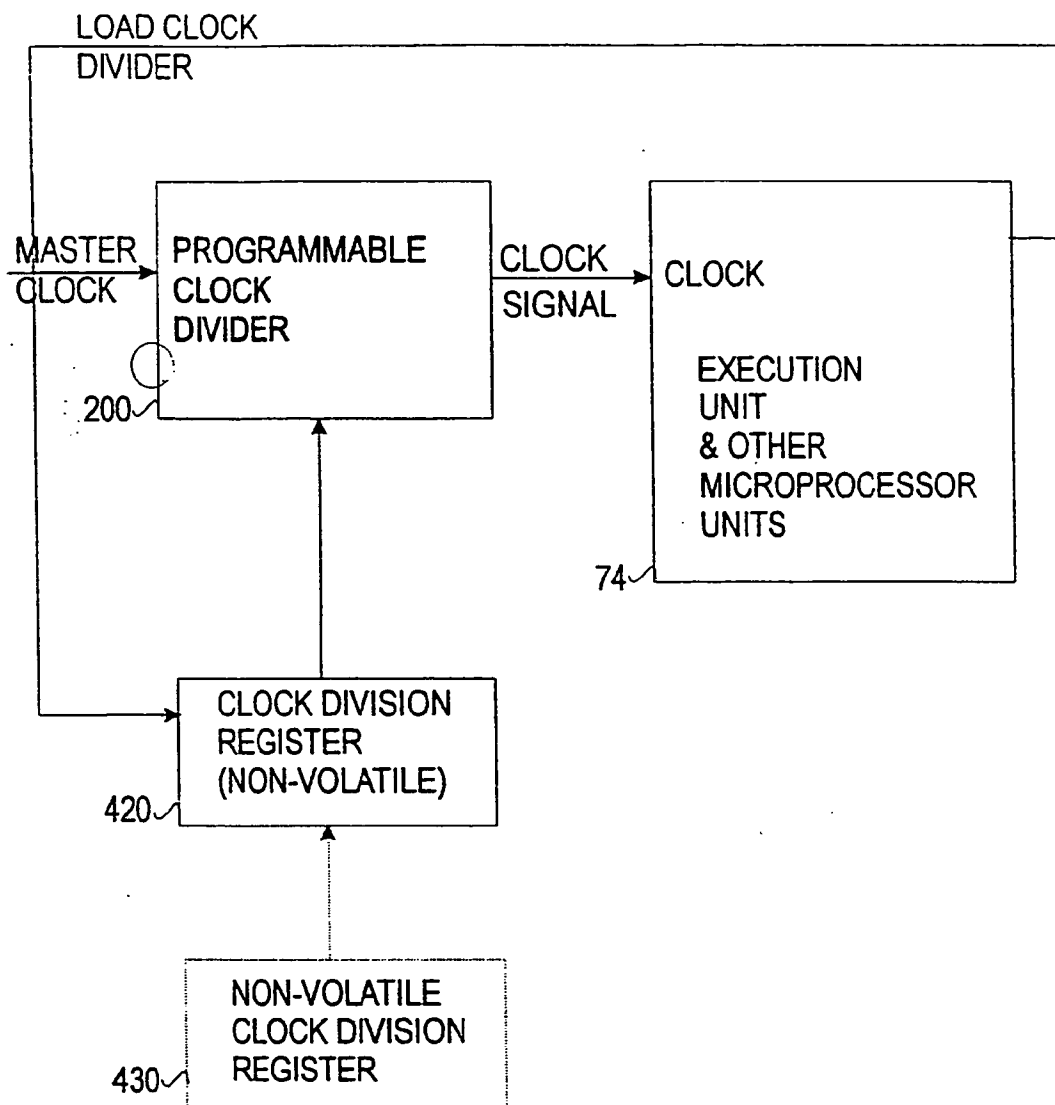 LOAD CLOCK
DIVIDER
MASTER
CLOCK
PROGRAMMABLE
CLOCK
DIVIDER
200
CLOCK
SIGNAL
CLOCK
EXECUTION
UNIT
& OTHER
MICROPROCESSOR
UNITS
74
CLOCK DIVISION
REGISTER
(NON-VOLATILE)
420
NON-VOLATILE
CLOCK DIVISION
REGISTER
430